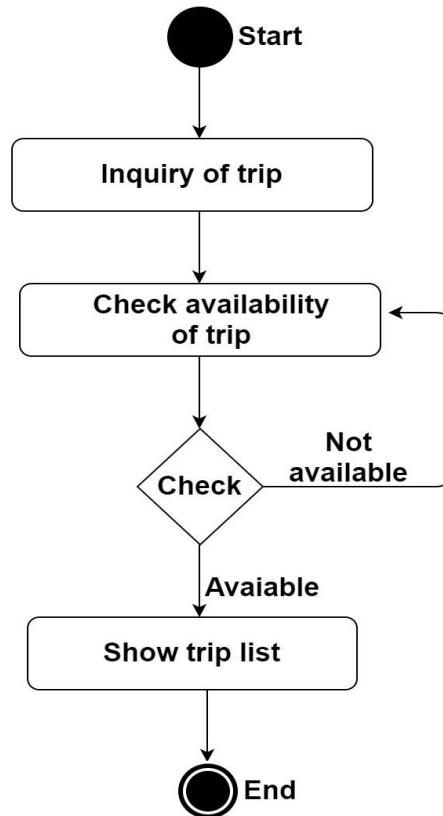 Start
Inquiry of trip
Check availability
of trip
Not
available
Check
Avaiable
Show trip list
End